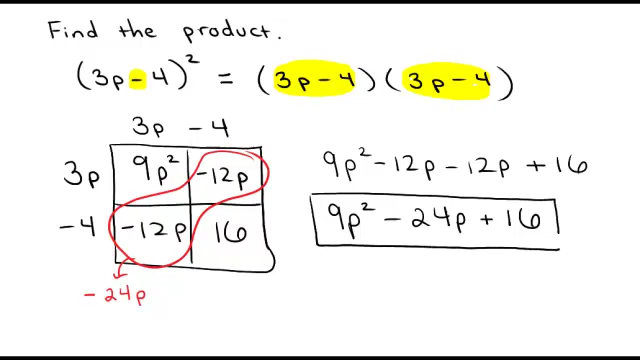 Find the product.
(3p - 4)² = (3p - 4)(3p - 4)
3p - 4
3p 9p² -12p
-4 -12p 16
-24p
9p² - 12p - 12p + 16
9p² - 24p + 16